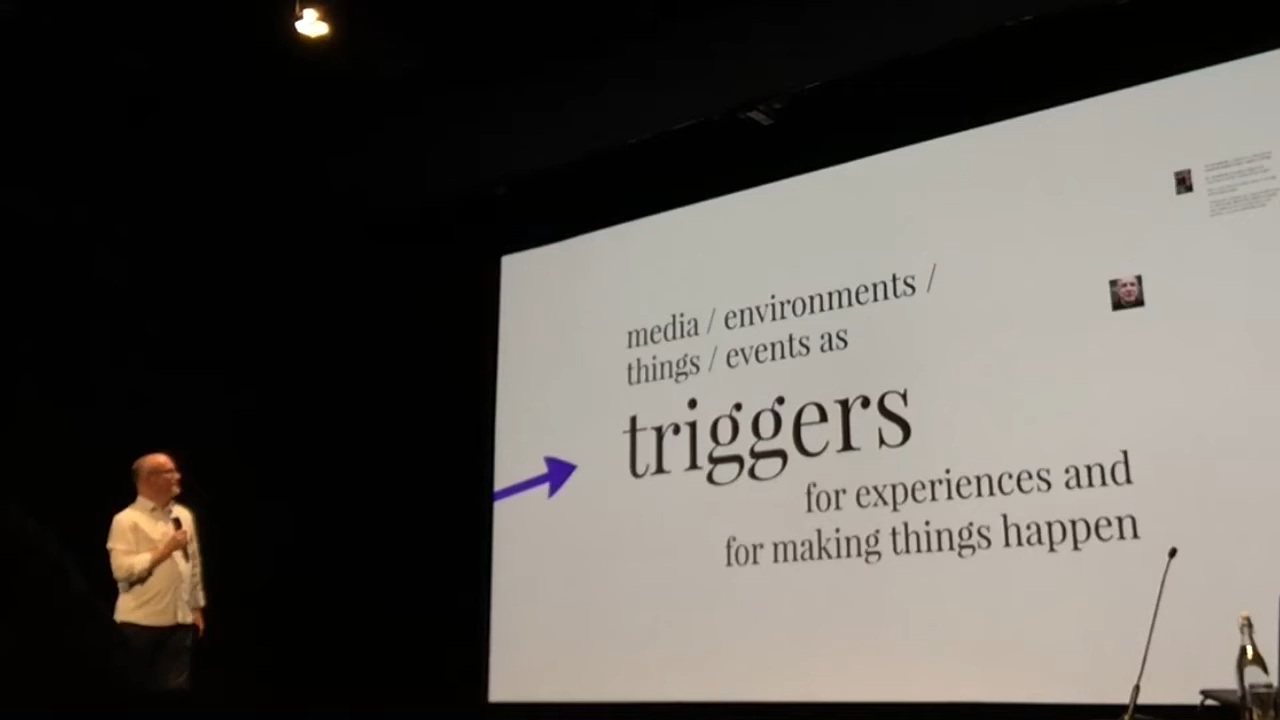 media / environments /
things / events as
triggers
for experiences and
for making things happen